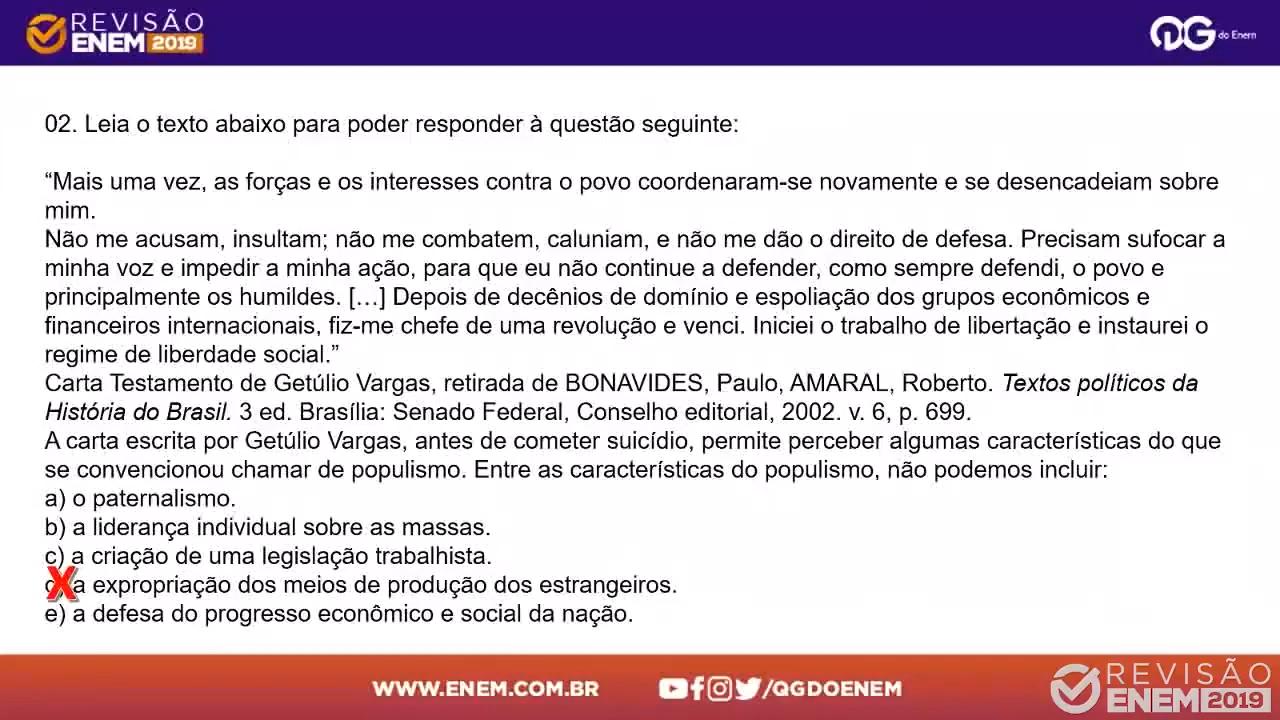 REVISÃO
ENEM 2019
QG do Enem
02. Leia o texto abaixo para poder responder à questão seguinte:
“Mais uma vez, as forças e os interesses contra o povo coordenaram-se novamente e se desencadeiam sobre
mim.
Não me acusam, insultam; não me combatem, caluniam, e não me dão o direito de defesa. Precisam sufocar a
minha voz e impedir a minha ação, para que eu não continue a defender, como sempre defendi, o povo e
principalmente os humildes. […] Depois de decênios de domínio e espoliação dos grupos econômicos e
financeiros internacionais, fiz-me chefe de uma revolução e venci. Iniciei o trabalho de libertação e instaurei o
regime de liberdade social.”
Carta Testamento de Getúlio Vargas, retirada de BONAVIDES, Paulo, AMARAL, Roberto. Textos políticos da
História do Brasil. 3 ed. Brasília: Senado Federal, Conselho editorial, 2002. v. 6, p. 699.
A carta escrita por Getúlio Vargas, antes de cometer suicídio, permite perceber algumas características do que
se convencionou chamar de populismo. Entre as características do populismo, não podemos incluir:
a) o paternalismo.
b) a liderança individual sobre as massas.
c) a criação de uma legislação trabalhista.
X a expropriação dos meios de produção dos estrangeiros.
e) a defesa do progresso econômico e social da nação.
WWW.ENEM.COM.BR
/QGDOENEM
REVISÃO
ENEM 2019